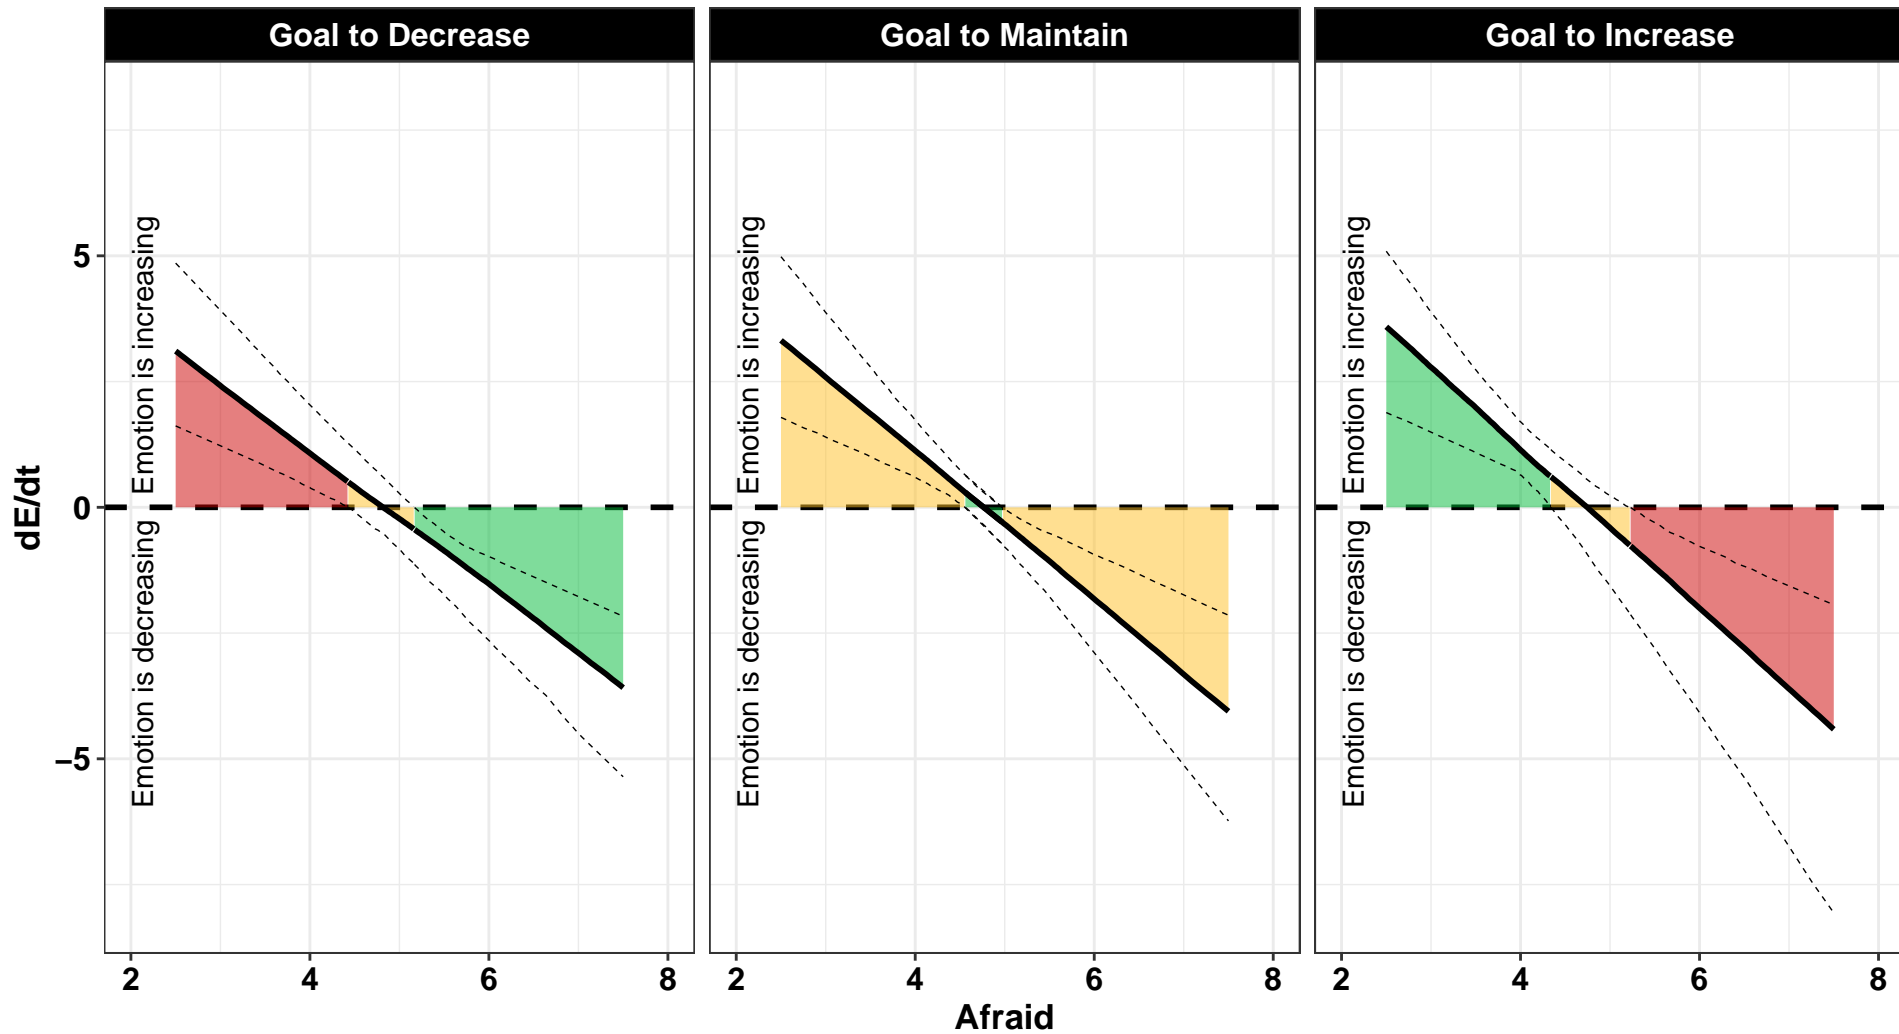 Goal to Decrease
Goal to Maintain
Goal to Increase
dE/dt
5
0
−5
Emotion is increasing
Emotion is decreasing
Emotion is increasing
Emotion is decreasing
Emotion is increasing
Emotion is decreasing
2 4 6 8
2 4 6 8
2 4 6 8
Afraid